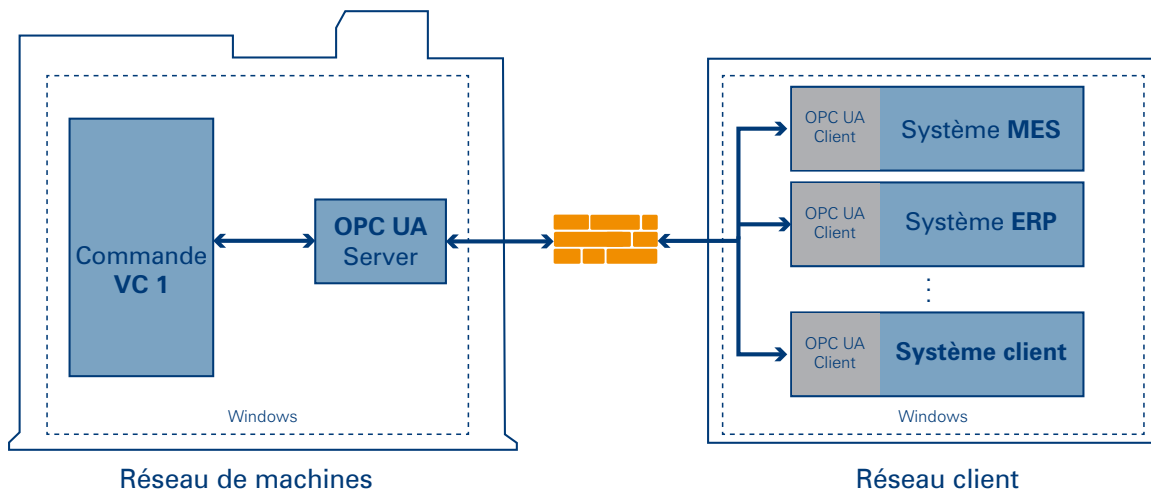 Commande
VC 1
OPC UA
Server
Windows
Réseau de machines
OPC UA
Client
Système MES
OPC UA
Client
Système ERP
OPC UA
Client
Système client
Windows
Réseau client